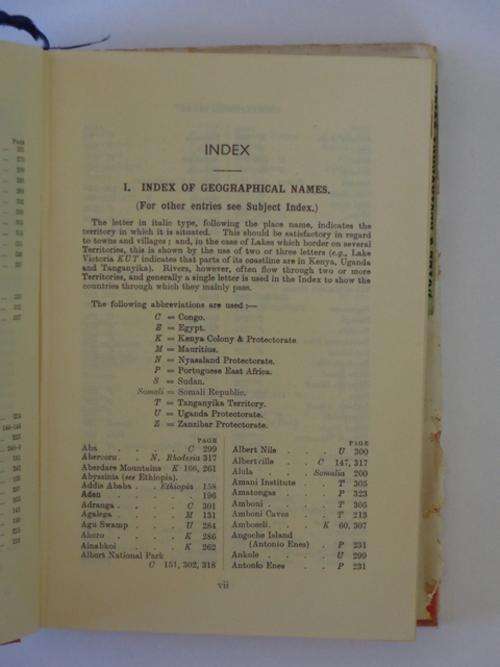 INDEX
I. INDEX OF GEOGRAPHICAL NAMES.
(For other entries see Subject Index.)
The letter in italic type, following the place name, indicates the
territory in which it is situated. This should be satisfactory in regard
to towns and villages; and, in the case of Lakes which border on several
Territories, this is shown by the use of two or three letters (e.g., Lake
Victoria KUT indicates that parts of its coastline are in Kenya, Uganda
and Tanganyika). Rivers, however, often flow through two or more
Territories, and generally a single letter is used in the Index to show the
countries through which they mainly pass.
The following abbreviations are used :—
C = Congo.
E = Egypt.
K = Kenya Colony & Protectorate
M = Mauritius.
N = Nyasaland Protectorate.
P = Portuguese East Africa.
S = Sudan.
Somali = Somali Republic.
T = Tanganyika Territory.
U = Uganda Protectorate.
Z = Zanzibar Protectorate.
PAGE
Aba . . . . C 299
Abercorn . N. Rhodesia 317
Aberdare Mountains K 166, 261
Abyssinia (see Ethiopia).
Addis Ababa . . Ethiopia 158
Aden . . . . 196
Adranga . . . C 301
Agalega . . . M 131
Agu Swamp . . U 284
Ahero . . . K 286
Ainabkoi . . K 262
Albert National Park
C 151, 302, 318
PAGE
Albert Nile . . U 300
Albertville . . C 147, 317
Alula . . . Somalia 200
Amani Institute . T 305
Amatongas . . P 323
Amboni . . . T 306
Amboni Caves . . T 213
Amboseli . . . K 60, 307
Angoche Island
(Antonio Enes) . P 231
Ankole . . . U 299
Antonio Enes . . P 231
vii